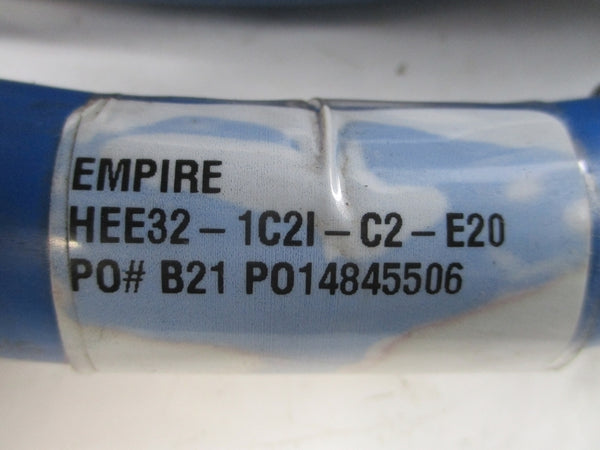 EMPIRE
HEE32 - 1C2I - C2 - E20
PO# B21 PO14845506